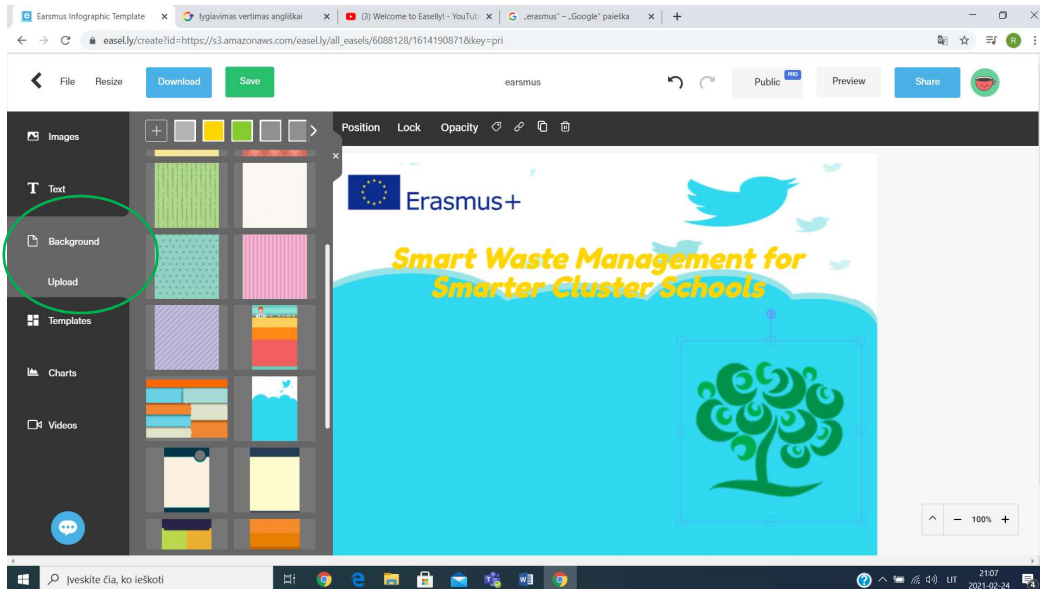 Earsmus Infographic Template
lygiavimas vertimas angliškai
(3) Welcome to Easelly! - YouTub
„erasmus“ – „Google“ paieška
easel.ly/create?id=https://s3.amazonaws.com/easel.ly/all_easels/6088128/1614190871&key=pri
R
File Resize Download Save earsmus Public PRO Preview Share
Images
Position Lock Opacity
T Text
Erasmus+
Background
Smart Waste Management for
Smarter Cluster Schools
Upload
Templates
Charts
Videos
100%
Įveskite čia, ko ieškoti
LIT
21:07
2021-02-24
4